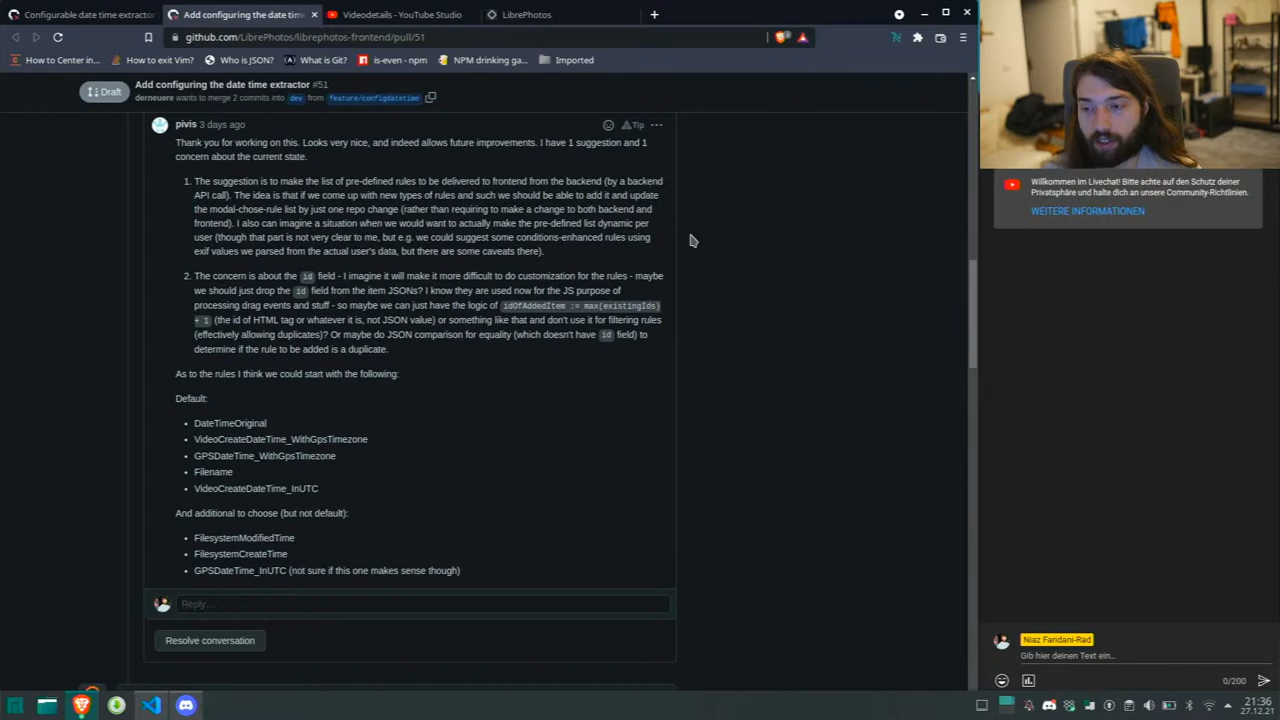 Configurable date time extractor
Add configuring the date tim
Videodetails - YouTube Studio
LibrePhotos
github.com/LibrePhotos/librephotos-frontend/pull/51
How to Center in...
How to exit Vim?
Who is JSON?
What is Git?
is-even - npm
NPM drinking ga...
Imported
Draft
Add configuring the date time extractor #51
derneuere wants to merge 2 commits into dev from feature/configdatetime
pivis 3 days ago
Tip
Thank you for working on this. Looks very nice, and indeed allows future improvements. I have 1 suggestion and 1
concern about the current state.
1. The suggestion is to make the list of pre-defined rules to be delivered to frontend from the backend (by a backend
API call). The idea is that if we come up with new types of rules and such we should be able to add it and update
the modal-chose-rule list by just one repo change (rather than requiring to make a change to both backend and
frontend). I also can imagine a situation when we would want to actually make the pre-defined list dynamic per
user (though that part is not very clear to me, but e.g. we could suggest some conditions-enhanced rules using
exif values we parsed from the actual user's data, but there are some caveats there).
2. The concern is about the id field - I imagine it will make it more difficult to do customization for the rules - maybe
we should just drop the id field from the item JSONs? I know they are used now for the JS purpose of
processing drag events and stuff - so maybe we can just have the logic of idOfAddedItem := max(existingIds)
+ 1 (the id of HTML tag or whatever it is, not JSON value) or something like that and don't use it for filtering rules
(effectively allowing duplicates)? Or maybe do JSON comparison for equality (which doesn't have id field) to
determine if the rule to be added is a duplicate.
As to the rules I think we could start with the following:
Default:
• DateTimeOriginal
• VideoCreateDateTime_WithGpsTimezone
• GPSDateTime_WithGpsTimezone
• Filename
• VideoCreateDateTime_InUTC
And additional to choose (but not default):
• FilesystemModifiedTime
• FilesystemCreateTime
• GPSDateTime_InUTC (not sure if this one makes sense though)
Reply...
Resolve conversation
Willkommen im Livechat! Bitte achte auf den Schutz deiner
Privatsphäre und halte dich an unsere Community-Richtlinien.
WEITERE INFORMATIONEN
Niaz Faridani-Rad
Gib hier deinen Text ein...
0/200
21:36
27.12.21